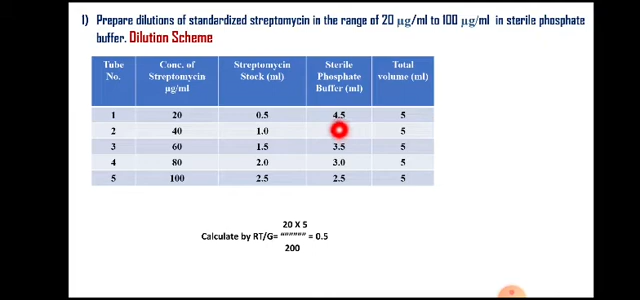 1) Prepare dilutions of standardized streptomycin in the range of 20 µg/ml to 100 µg/ml in sterile phosphate
buffer. Dilution Scheme
Tube No. Conc. of Streptomycin µg/ml Streptomycin Stock (ml) Sterile Phosphate Buffer (ml) Total volume (ml)
1 20 0.5 4.5 5
2 40 1.0 5
3 60 1.5 3.5 5
4 80 2.0 3.0 5
5 100 2.5 2.5 5
20 X 5
Calculate by RT/G= """""" = 0.5
200